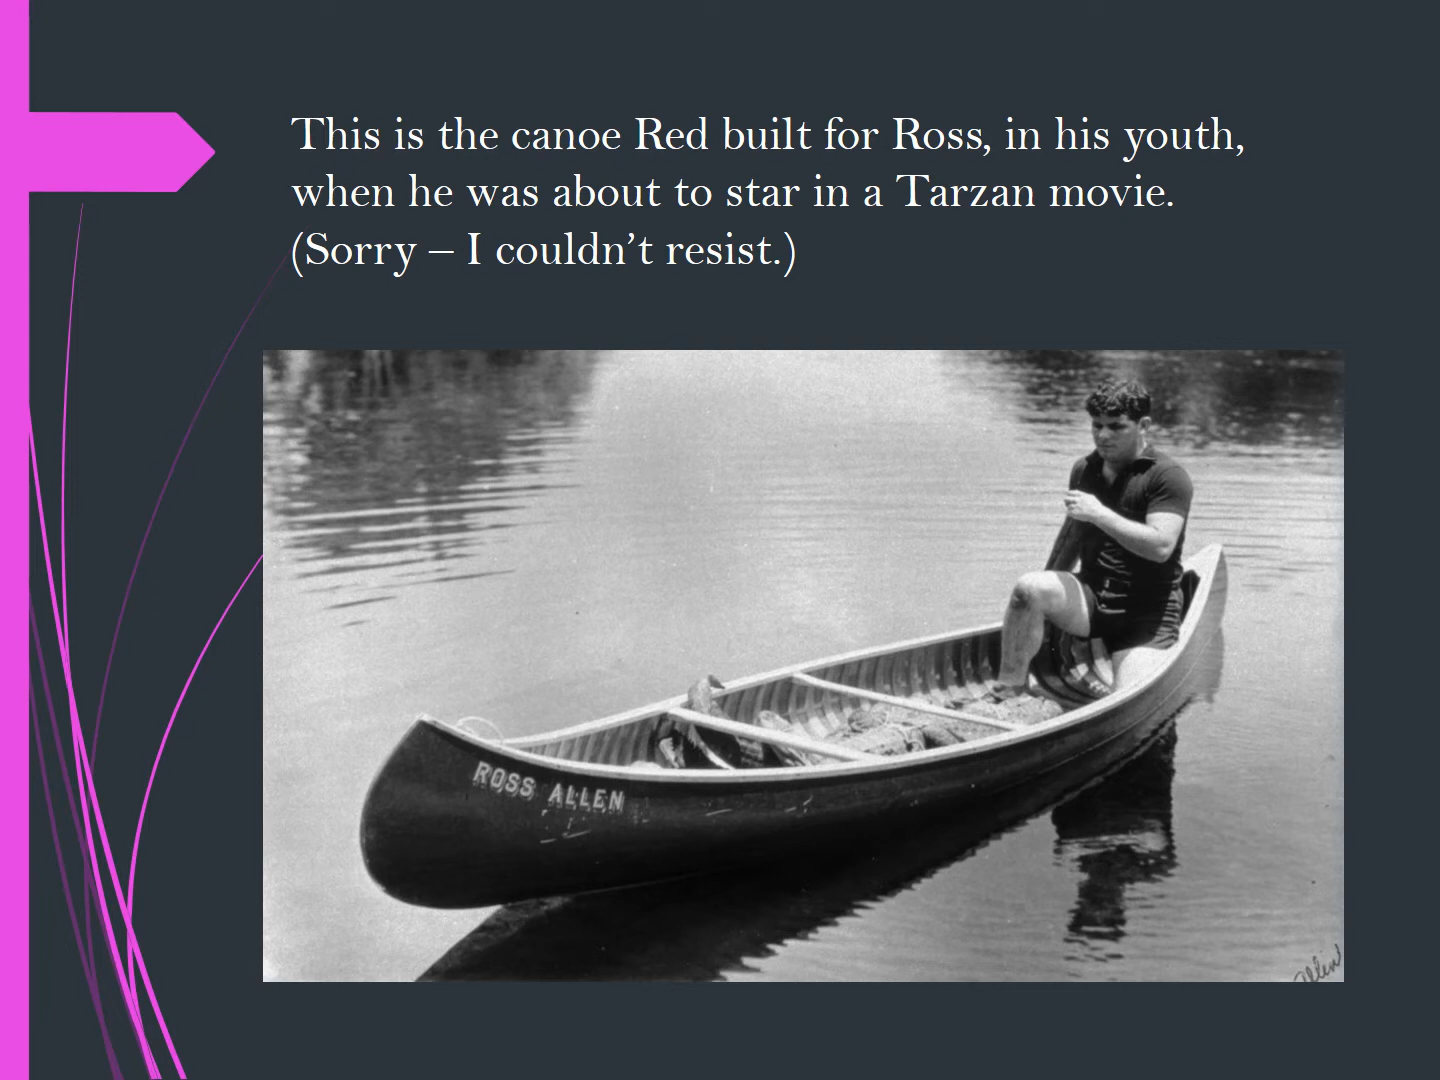 This is the canoe Red built for Ross, in his youth,
when he was about to star in a Tarzan movie.
(Sorry – I couldn’t resist.)
ROSS ALLEN
Allen